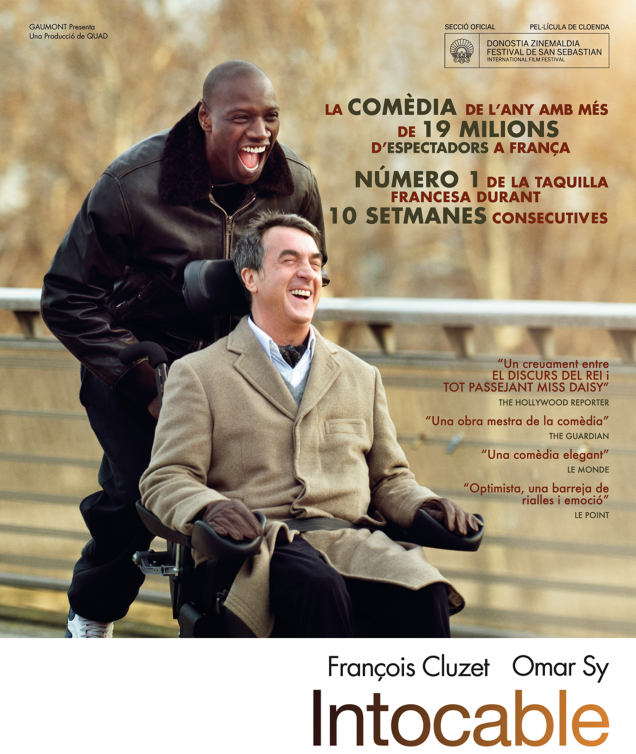 GAUMONT Presenta
Una Producció de QUAD
SECCIÓ OFICIAL PEL·LÍCULA DE CLOENDA
DONOSTIA ZINEMALDIA
FESTIVAL DE SAN SEBASTIAN
INTERNATIONAL FILM FESTIVAL
LA COMÈDIA DE L'ANY AMB MÉS
DE 19 MILIONS
D'ESPECTADORS A FRANÇA
NÚMERO 1 DE LA TAQUILLA
FRANCESA DURANT
10 SETMANES CONSECUTIVES
“Un creuament entre
EL DISCURS DEL REI i
TOT PASSEJANT MISS DAISY”
THE HOLLYWOOD REPORTER
“Una obra mestra de la comèdia”
THE GUARDIAN
“Una comèdia elegant”
LE MONDE
“Optimista, una barreja de
rialles i emoció”
LE POINT
François Cluzet Omar Sy
Intocable